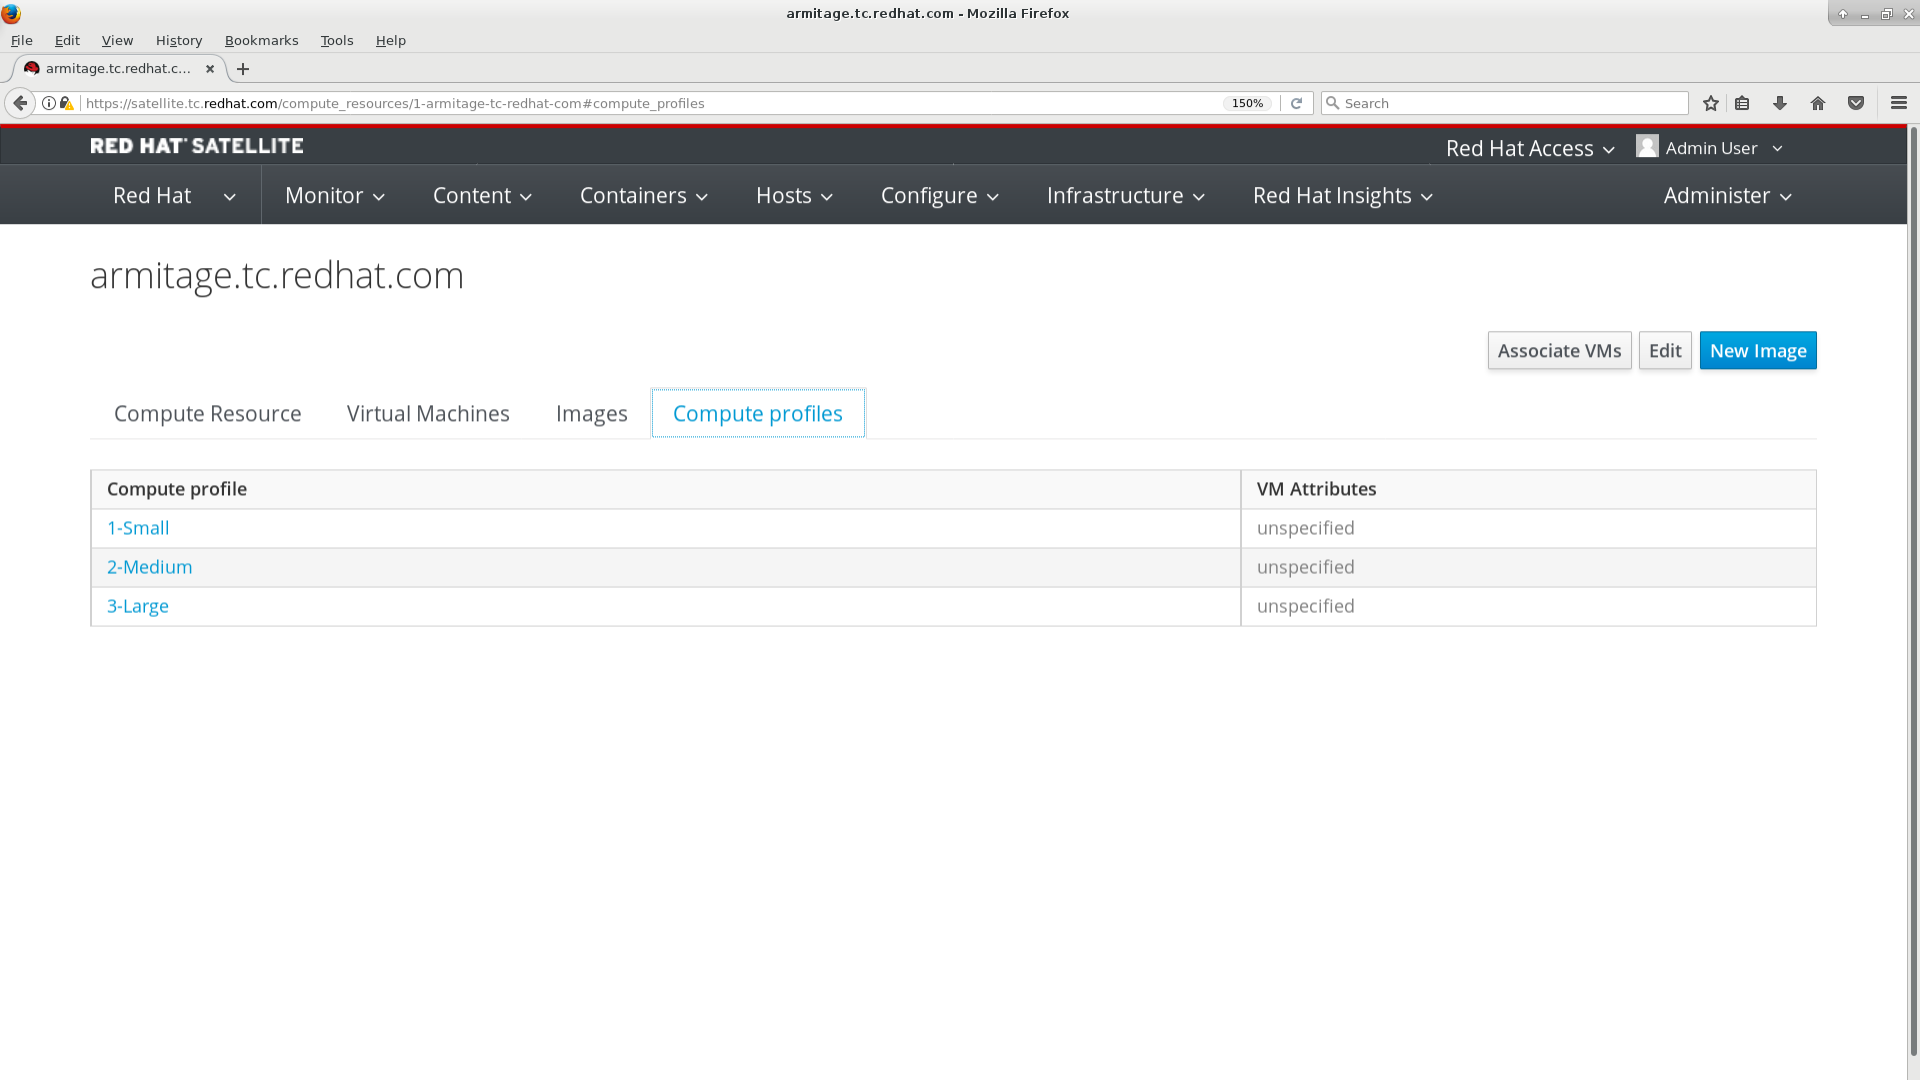 armitage.tc.redhat.com - Mozilla Firefox
File Edit View History Bookmarks Tools Help
armitage.tc.redhat.c...
https://satellite.tc.redhat.com/compute_resources/1-armitage-tc-redhat-com#compute_profiles 150% Search
RED HAT SATELLITE Red Hat Access Admin User
Red Hat Monitor Content Containers Hosts Configure Infrastructure Red Hat Insights Administer
armitage.tc.redhat.com
Associate VMs Edit New Image
Compute Resource Virtual Machines Images Compute profiles
Compute profile VM Attributes
1-Small unspecified
2-Medium unspecified
3-Large unspecified